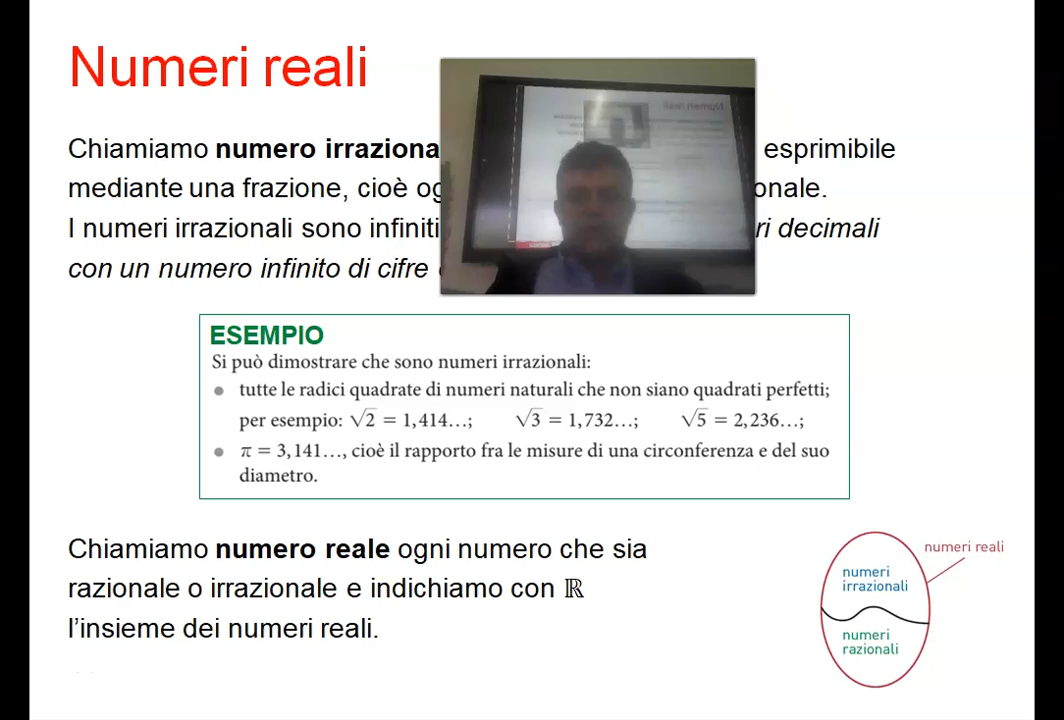 Numeri reali
Chiamiamo numero irraziona esprimibile
mediante una frazione, cioè og onale.
I numeri irrazionali sono infiniti ri decimali
con un numero infinito di cifre
ESEMPIO
Si può dimostrare che sono numeri irrazionali:
• tutte le radici quadrate di numeri naturali che non siano quadrati perfetti;
per esempio: √2 = 1,414…; √3 = 1,732…; √5 = 2,236…;
• π = 3,141…, cioè il rapporto fra le misure di una circonferenza e del suo
diametro.
Chiamiamo numero reale ogni numero che sia
razionale o irrazionale e indichiamo con ℝ
l’insieme dei numeri reali.
numeri reali
numeri
irrazionali
numeri
razionali